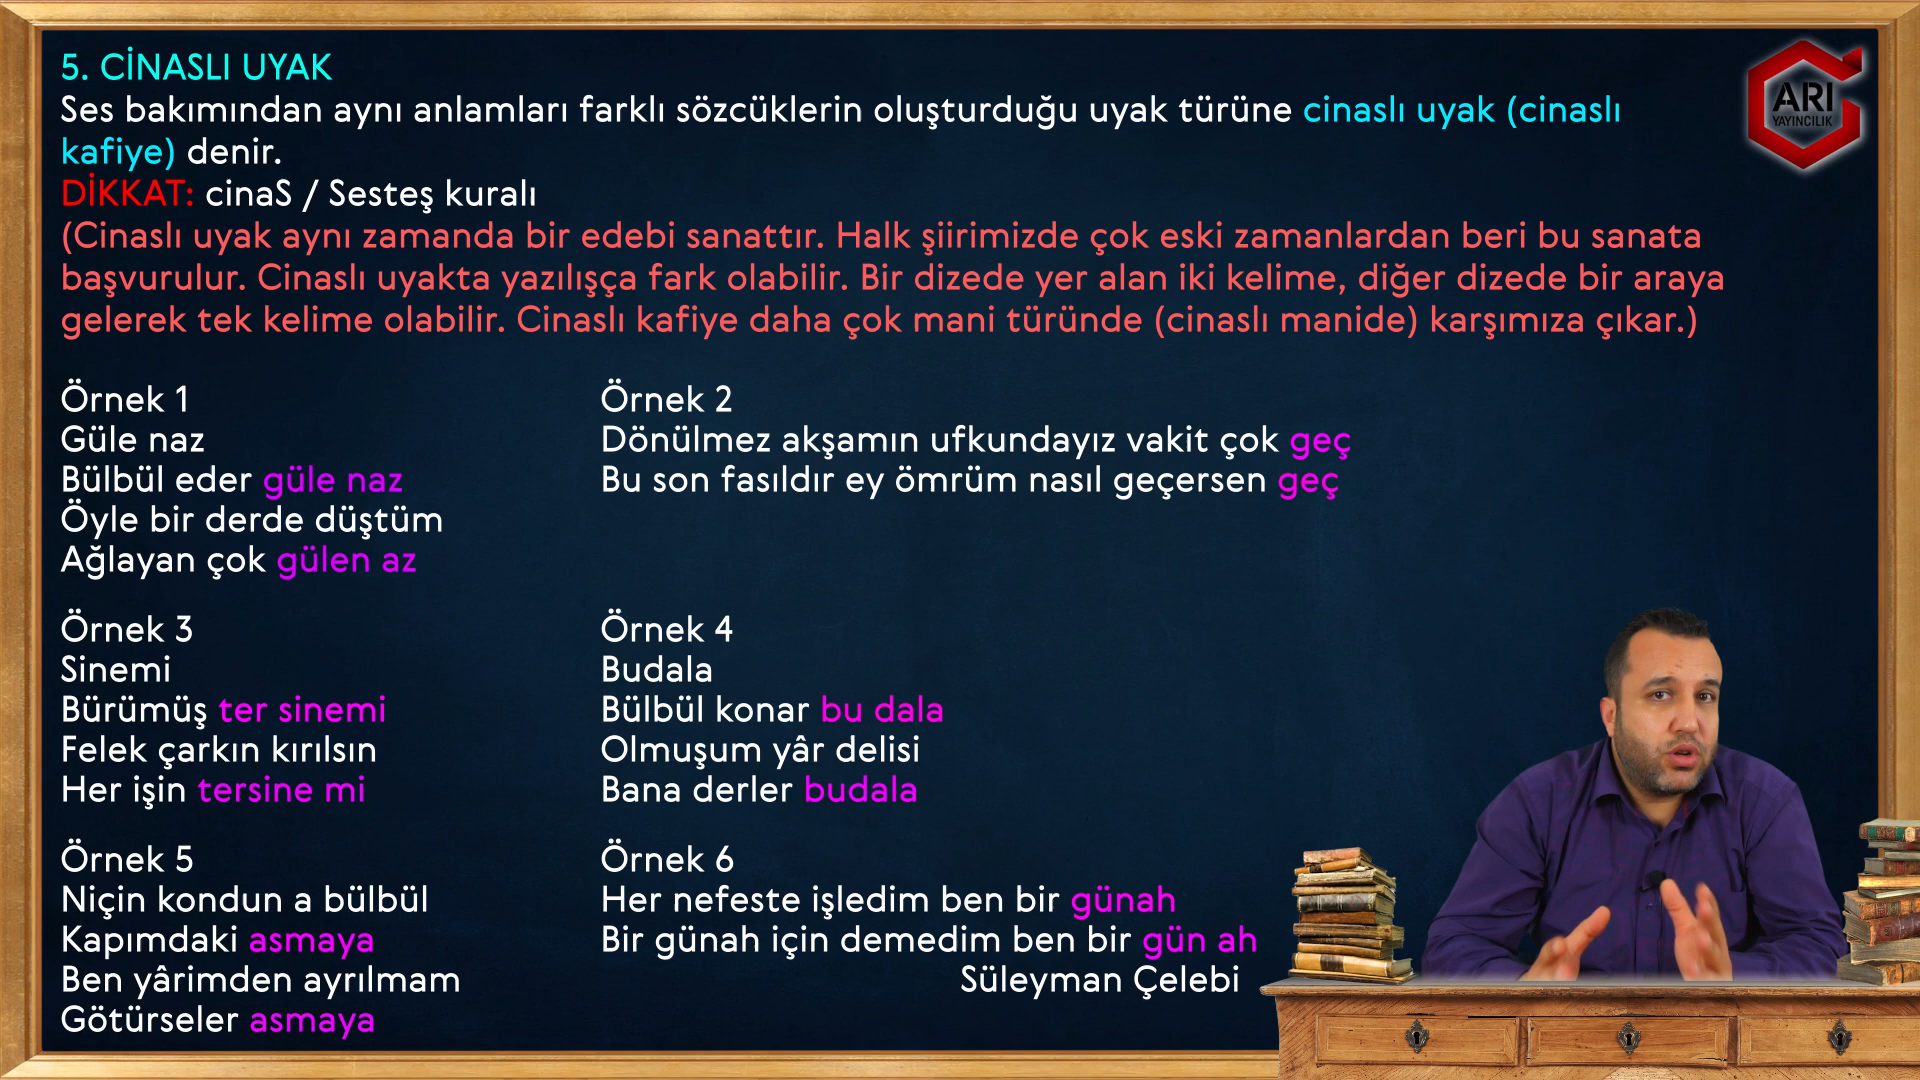 5. CİNASLI UYAK
Ses bakımından aynı anlamları farklı sözcüklerin oluşturduğu uyak türüne cinaslı uyak (cinaslı
kafiye) denir.
DİKKAT: cinaS / Sesteş kuralı
(Cinaslı uyak aynı zamanda bir edebi sanattır. Halk şiirimizde çok eski zamanlardan beri bu sanata
başvurulur. Cinaslı uyakta yazılışça fark olabilir. Bir dizede yer alan iki kelime, diğer dizede bir araya
gelerek tek kelime olabilir. Cinaslı kafiye daha çok mani türünde (cinaslı manide) karşımıza çıkar.)
ARI
YAYINCILIK
Örnek 1
Güle naz
Bülbül eder güle naz
Öyle bir derde düştüm
Ağlayan çok gülen az
Örnek 2
Dönülmez akşamın ufkundayız vakit çok geç
Bu son fasıldır ey ömrüm nasıl geçersen geç
Örnek 3
Sinemi
Bürümüş ter sinemi
Felek çarkın kırılsın
Her işin tersine mi
Örnek 4
Budala
Bülbül konar bu dala
Olmuşum yâr delisi
Bana derler budala
Örnek 5
Niçin kondun a bülbül
Kapımdaki asmaya
Ben yârimden ayrılmam
Götürseler asmaya
Örnek 6
Her nefeste işledim ben bir günah
Bir günah için demedim ben bir gün ah
Süleyman Çelebi